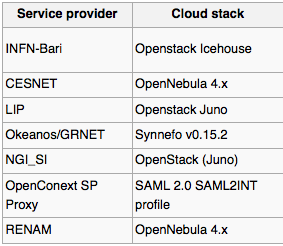 Service provider Cloud stack
INFN-Bari Openstack Icehouse
CESNET OpenNebula 4.x
LIP Openstack Juno
Okeanos/GRNET Synnefo v0.15.2
NGI_SI OpenStack (Juno)
OpenConext SP SAML 2.0 SAML2INT
Proxy profile
RENAM OpenNebula 4.x